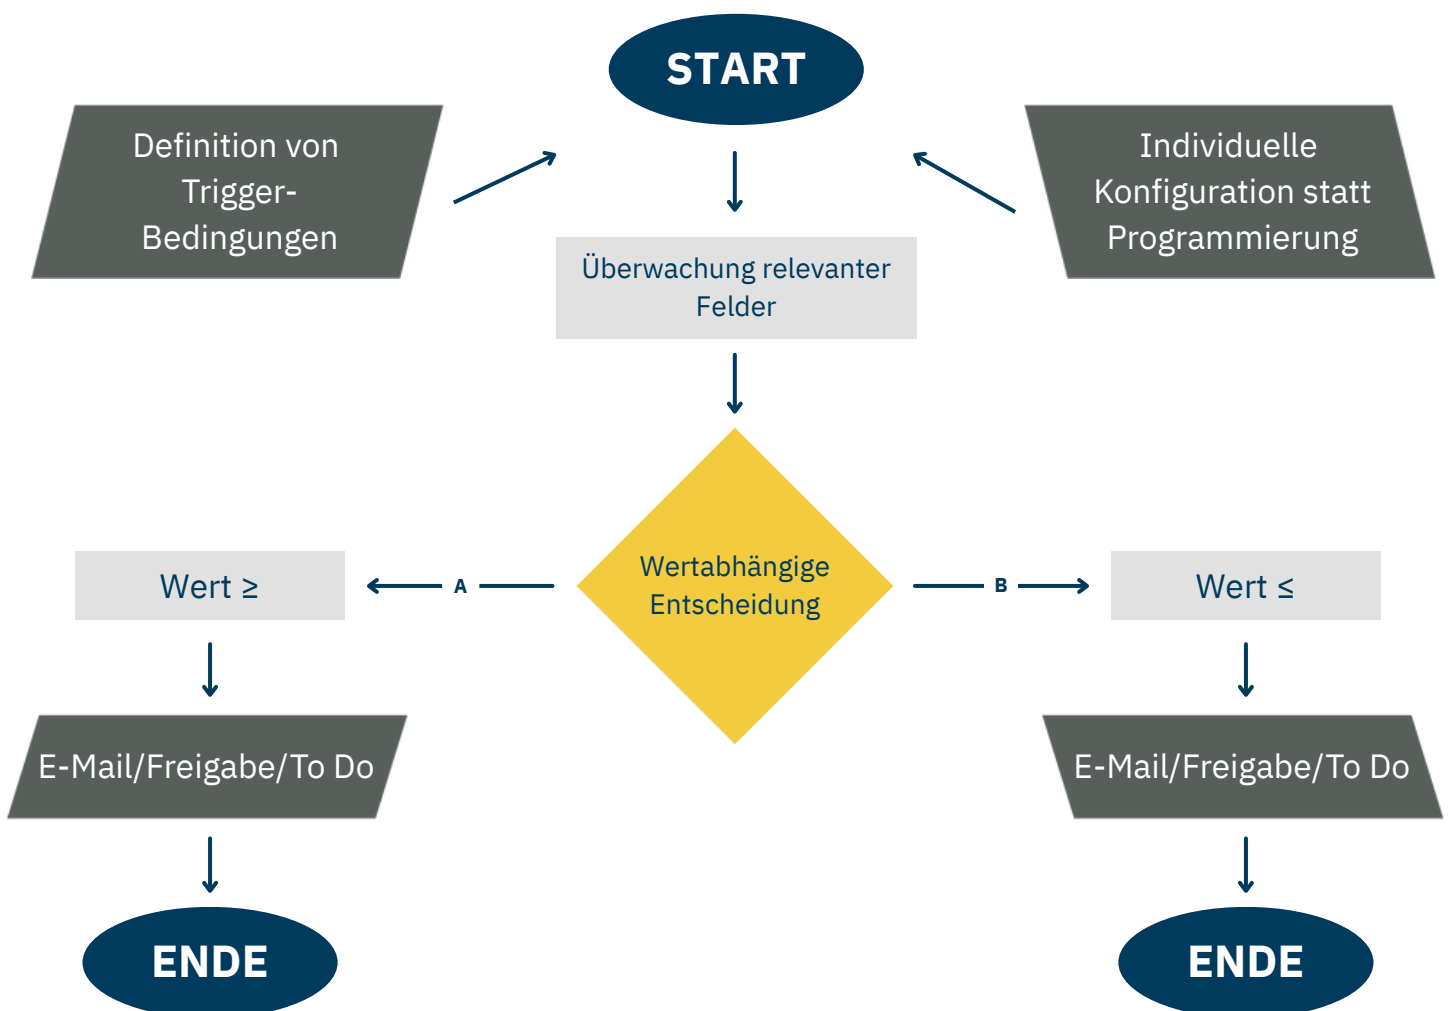 START
Definition von
Trigger-
Bedingungen
Individuelle
Konfiguration statt
Programmierung
Überwachung relevanter
Felder
Wertabhängige
Entscheidung
A
B
Wert ≥
Wert ≤
E-Mail/Freigabe/To Do
E-Mail/Freigabe/To Do
ENDE
ENDE